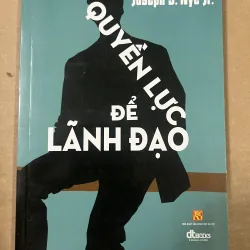 Joseph S. Nye Jr.
QUYỀN LỰC
ĐỂ
LÃNH ĐẠO
dtBOOKS